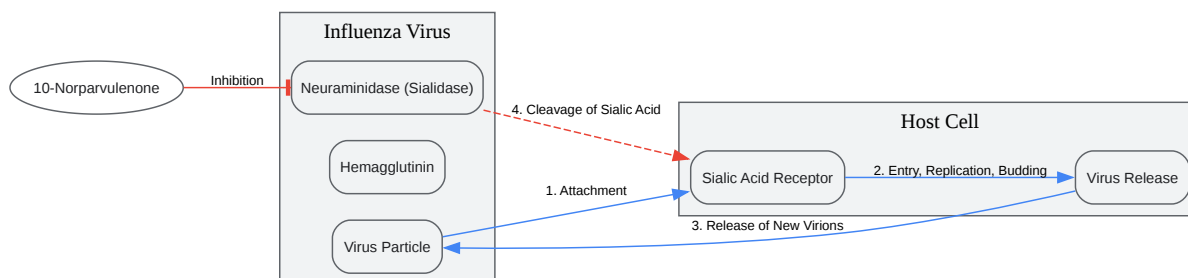 Influenza Virus
10-Norparvulenone
Inhibition
Neuraminidase (Sialidase)
4. Cleavage of Sialic Acid
Host Cell
Hemagglutinin
Sialic Acid Receptor
2. Entry, Replication, Budding
Virus Release
1. Attachment
3. Release of New Virions
Virus Particle